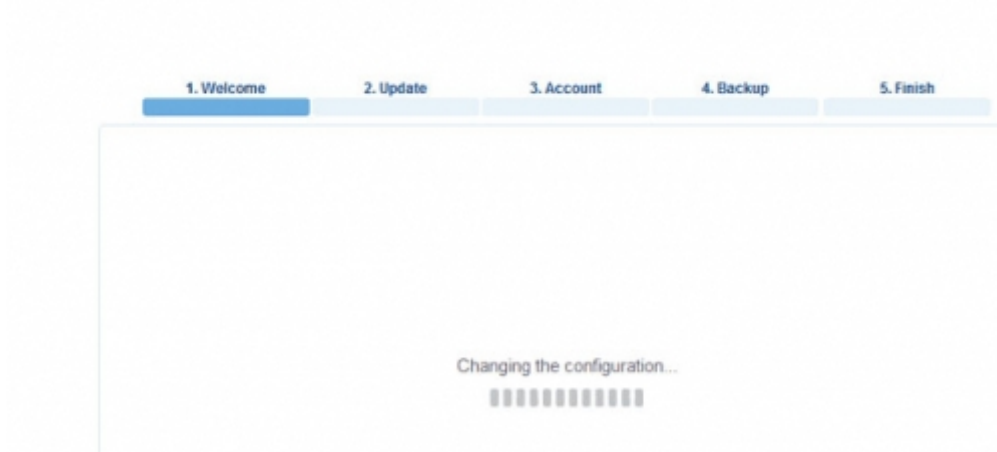 1. Welcome 2. Update 3. Account 4. Backup 5. Finish
Changing the configuration...